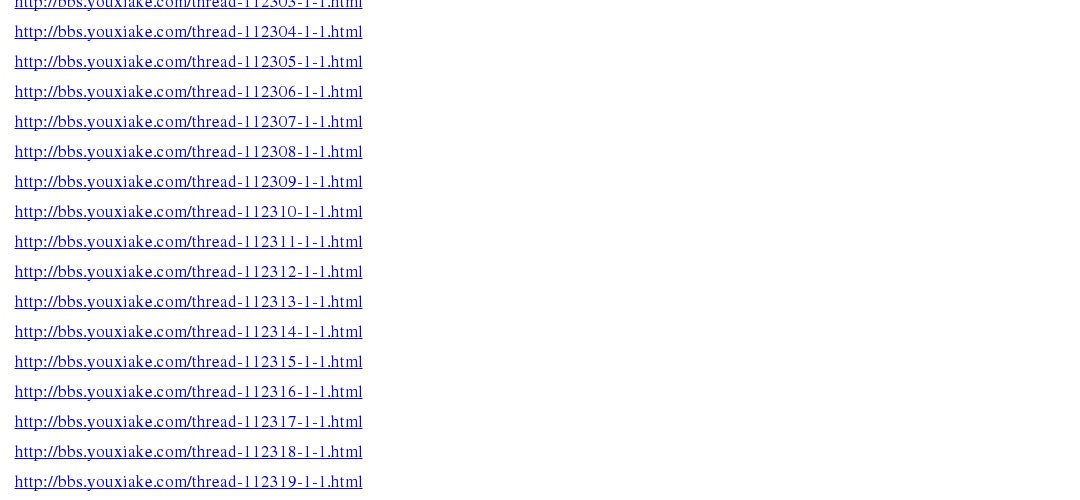 http://bbs.youxiake.com/thread-112303-1-1.html
http://bbs.youxiake.com/thread-112304-1-1.html
http://bbs.youxiake.com/thread-112305-1-1.html
http://bbs.youxiake.com/thread-112306-1-1.html
http://bbs.youxiake.com/thread-112307-1-1.html
http://bbs.youxiake.com/thread-112308-1-1.html
http://bbs.youxiake.com/thread-112309-1-1.html
http://bbs.youxiake.com/thread-112310-1-1.html
http://bbs.youxiake.com/thread-112311-1-1.html
http://bbs.youxiake.com/thread-112312-1-1.html
http://bbs.youxiake.com/thread-112313-1-1.html
http://bbs.youxiake.com/thread-112314-1-1.html
http://bbs.youxiake.com/thread-112315-1-1.html
http://bbs.youxiake.com/thread-112316-1-1.html
http://bbs.youxiake.com/thread-112317-1-1.html
http://bbs.youxiake.com/thread-112318-1-1.html
http://bbs.youxiake.com/thread-112319-1-1.html